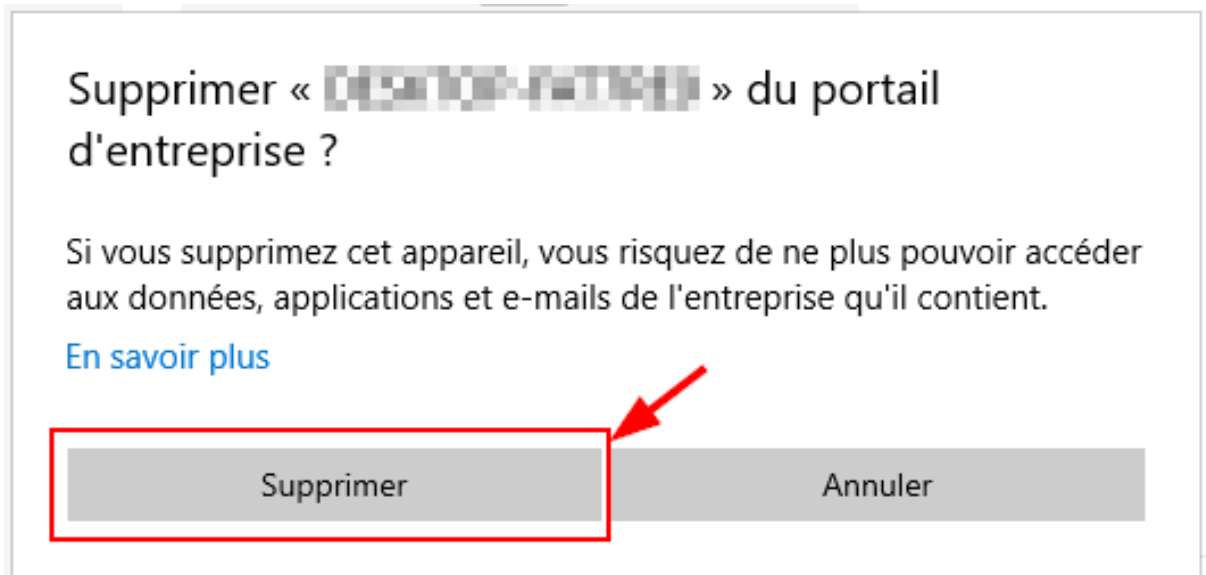 Supprimer « » du portail
d'entreprise ?
Si vous supprimez cet appareil, vous risquez de ne plus pouvoir accéder
aux données, applications et e-mails de l'entreprise qu'il contient.
En savoir plus
Supprimer
Annuler